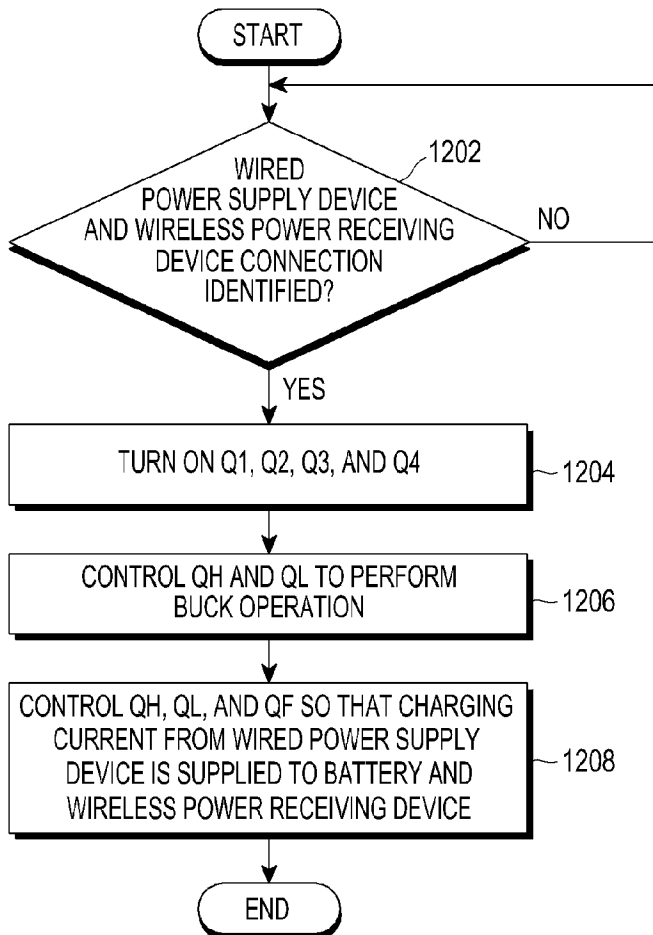 START
1202
WIRED
POWER SUPPLY DEVICE
AND WIRELESS POWER RECEIVING
DEVICE CONNECTION
IDENTIFIED?
NO
YES
TURN ON Q1, Q2, Q3, AND Q4
1204
CONTROL QH AND QL TO PERFORM
BUCK OPERATION
1206
CONTROL QH, QL, AND QF SO THAT CHARGING
CURRENT FROM WIRED POWER SUPPLY
DEVICE IS SUPPLIED TO BATTERY AND
WIRELESS POWER RECEIVING DEVICE
1208
END